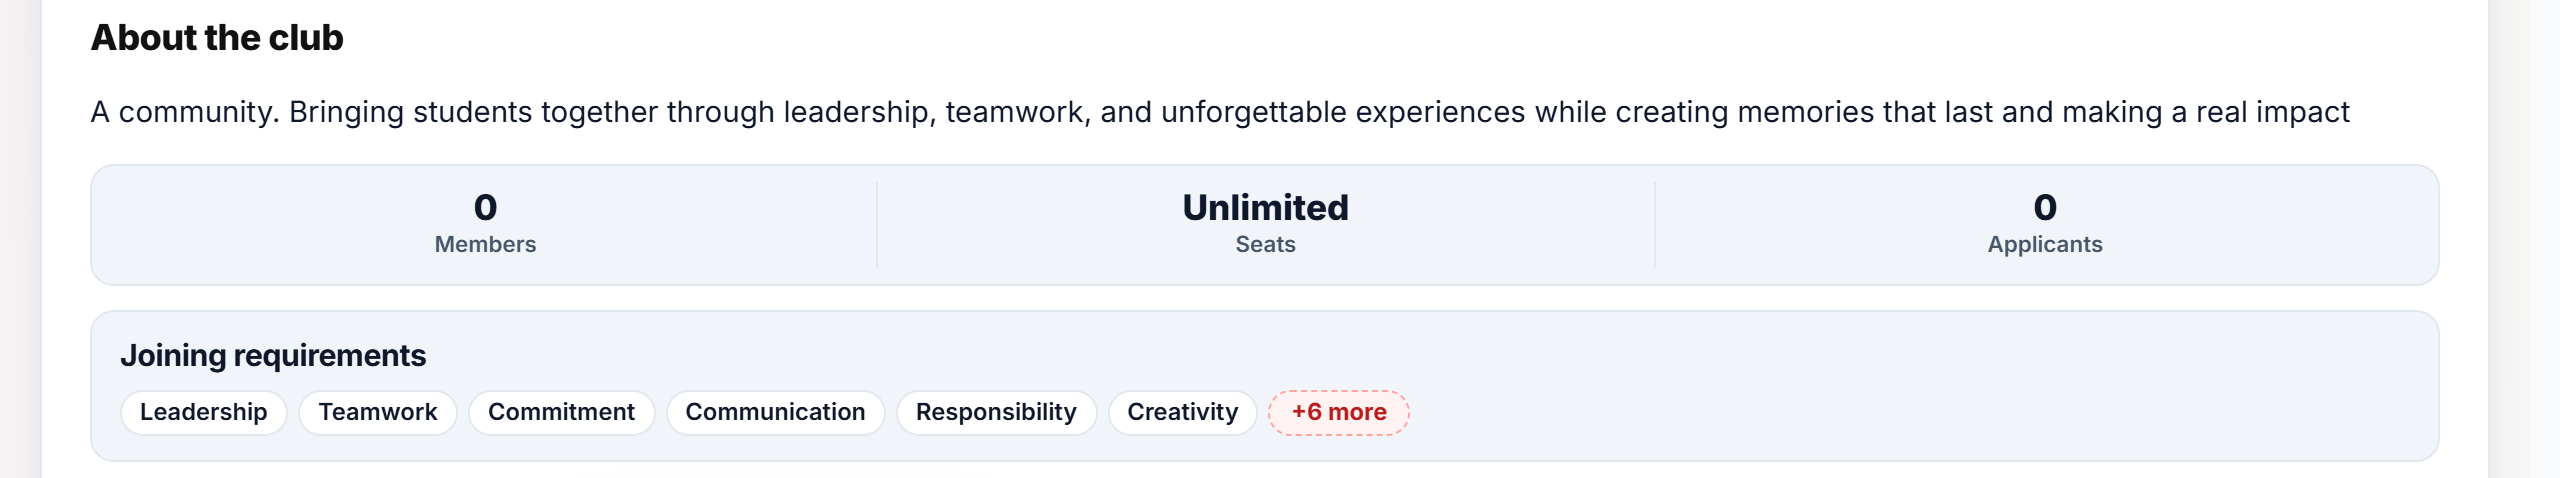 About the club
A community. Bringing students together through leadership, teamwork, and unforgettable experiences while creating memories that last and making a real impact
0
Members
Unlimited
Seats
0
Applicants
Joining requirements
Leadership Teamwork Commitment Communication Responsibility Creativity +6 more